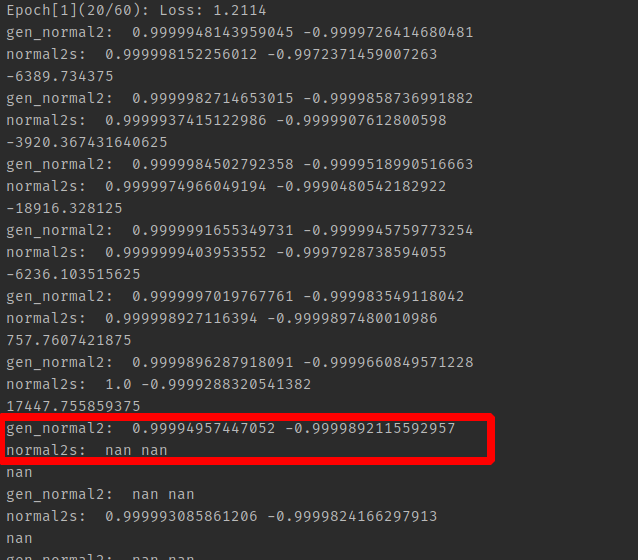 Epoch[1](20/60): Loss: 1.2114
gen_normal2:  0.9999948143959045 -0.9999726414680481
normal2s:  0.999998152256012 -0.9972371459007263
-6389.734375
gen_normal2:  0.9999982714653015 -0.9999858736991882
normal2s:  0.9999937415122986 -0.9999907612800598
-3920.367431640625
gen_normal2:  0.9999984502792358 -0.9999518990516663
normal2s:  0.9999974966049194 -0.9990480542182922
-18916.328125
gen_normal2:  0.9999991655349731 -0.9999945759773254
normal2s:  0.9999999403953552 -0.9997928738594055
-6236.103515625
gen_normal2:  0.9999997019767761 -0.999983549118042
normal2s:  0.999998927116394 -0.9999897480010986
757.7607421875
gen_normal2:  0.9999896287918091 -0.9999660849571228
normal2s:  1.0 -0.9999288320541382
17447.755859375
gen_normal2:  0.99994957447052 -0.9999892115592957
normal2s:  nan nan
nan
gen_normal2:  nan nan
normal2s:  0.999993085861206 -0.9999824166297913
nan
gen_normal2:  nan nan